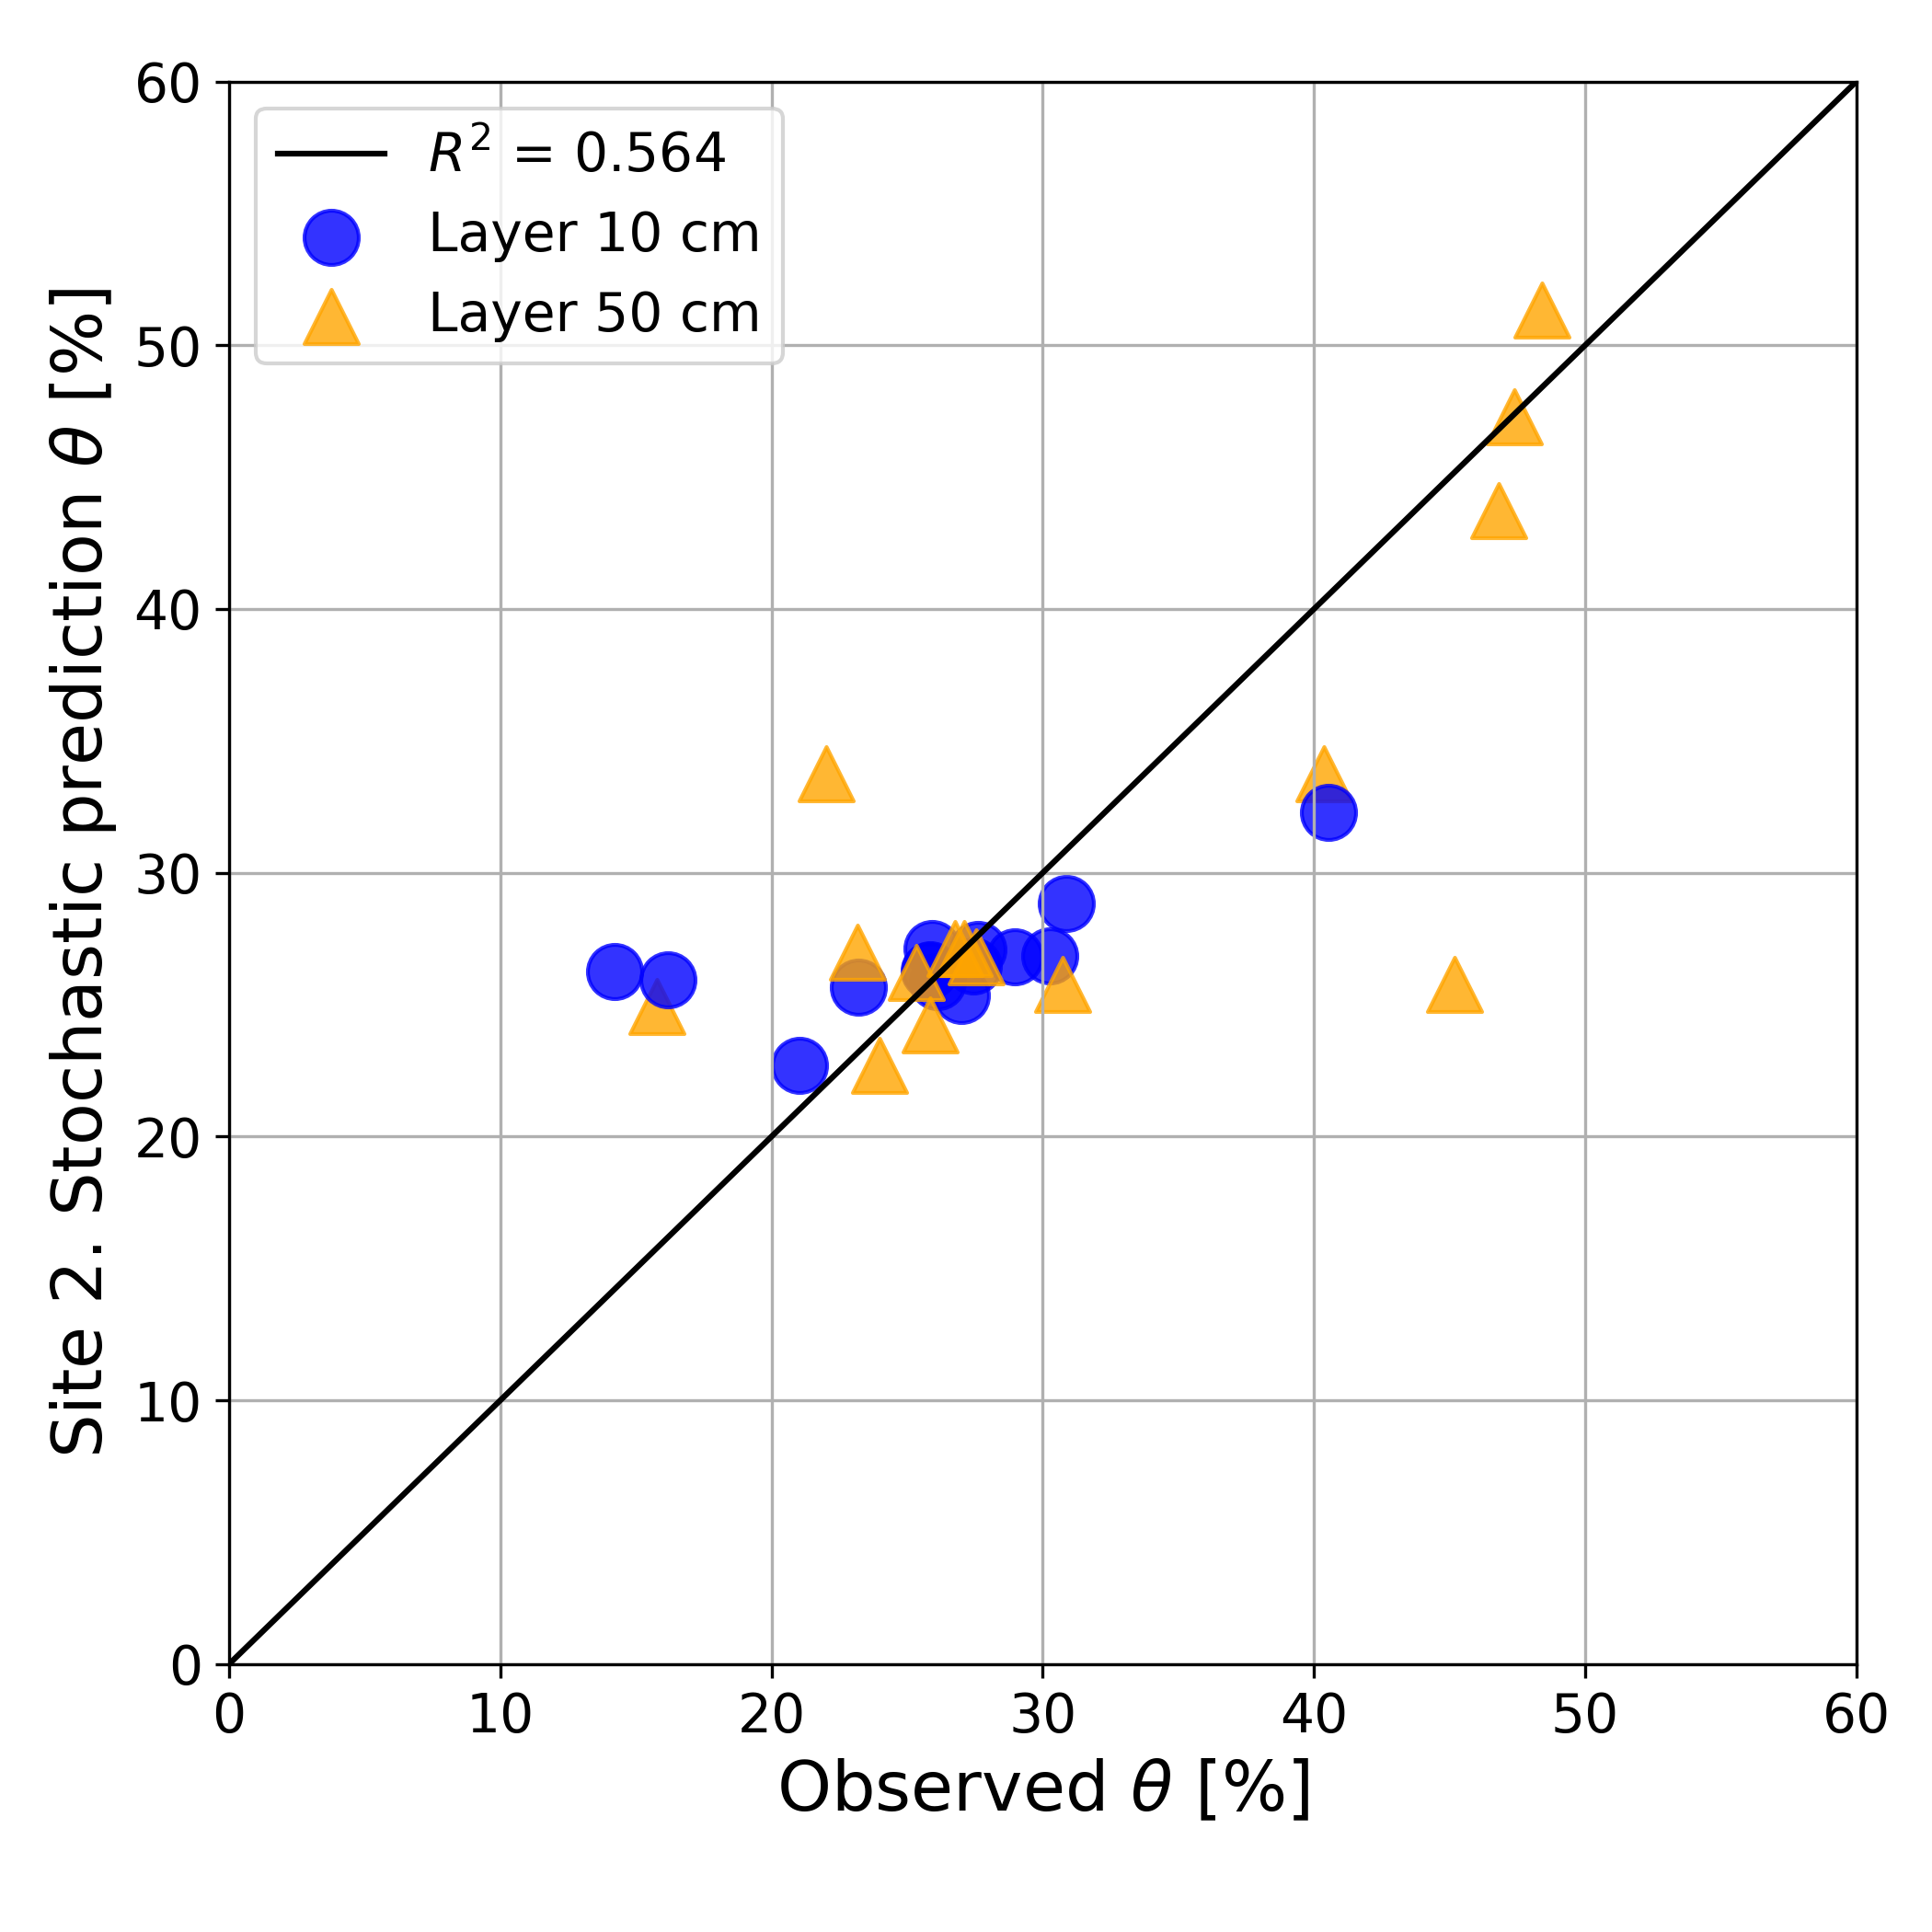 R² = 0.564
Layer 10 cm
Layer 50 cm
60
50
40
30
20
10
0
Site 2. Stochastic prediction θ [%]
0 10 20 30 40 50 60
Observed θ [%]